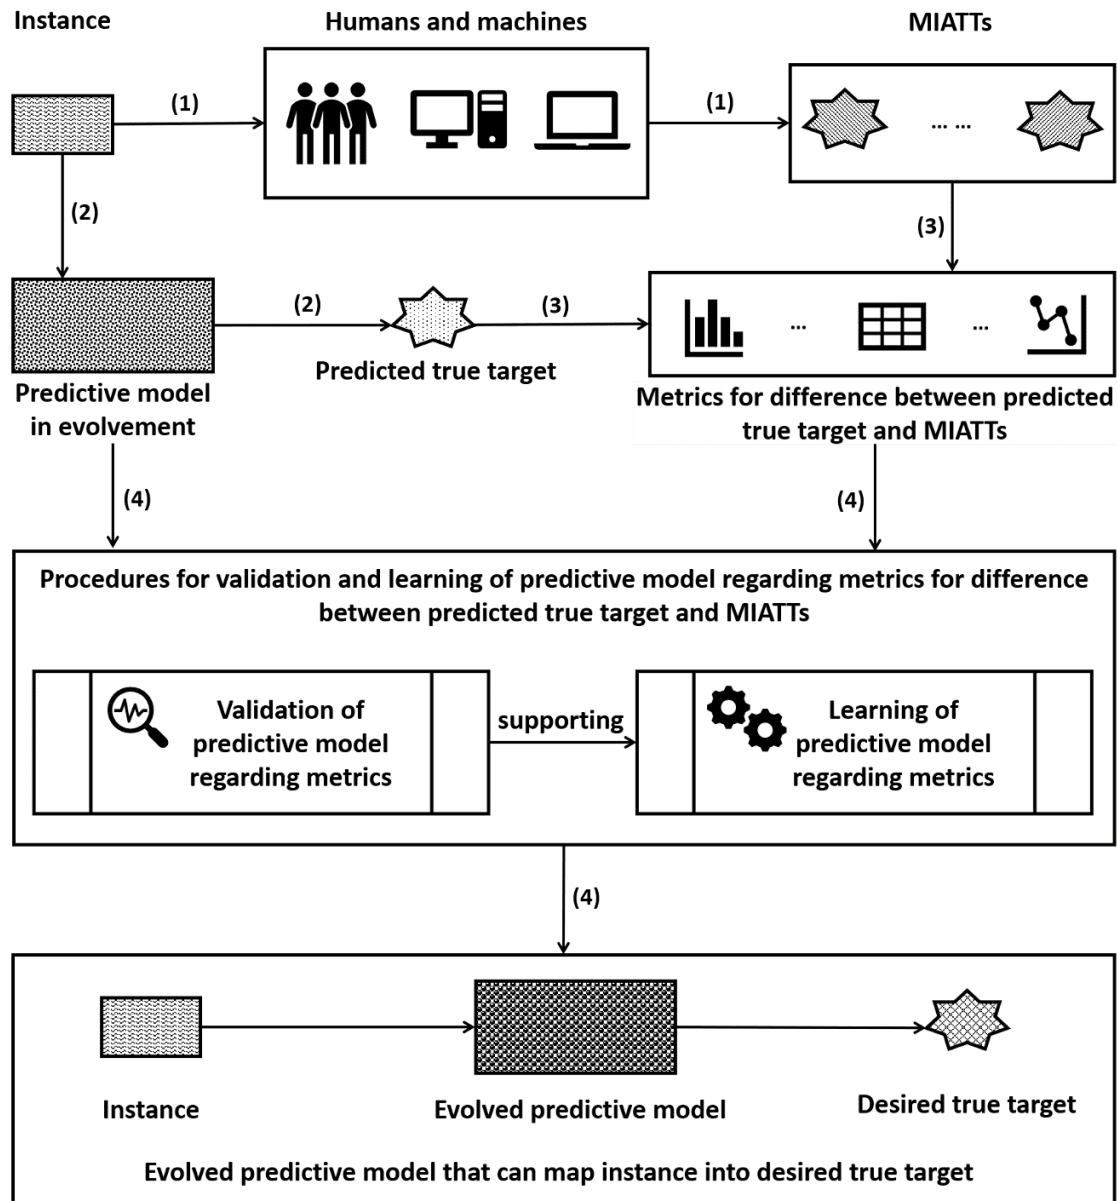 Instance
Humans and machines
MIATTs
(1)
(1)
... ...
(2)
(3)
(2)
(3)
... ...
Predicted true target
Predictive model
in evolvement
Metrics for difference between predicted
true target and MIATTs
(4)
(4)
Procedures for validation and learning of predictive model regarding metrics for difference
between predicted true target and MIATTs
Validation of
predictive model
regarding metrics
supporting
Learning of
predictive model
regarding metrics
(4)
Instance
Evolved predictive model
Desired true target
Evolved predictive model that can map instance into desired true target